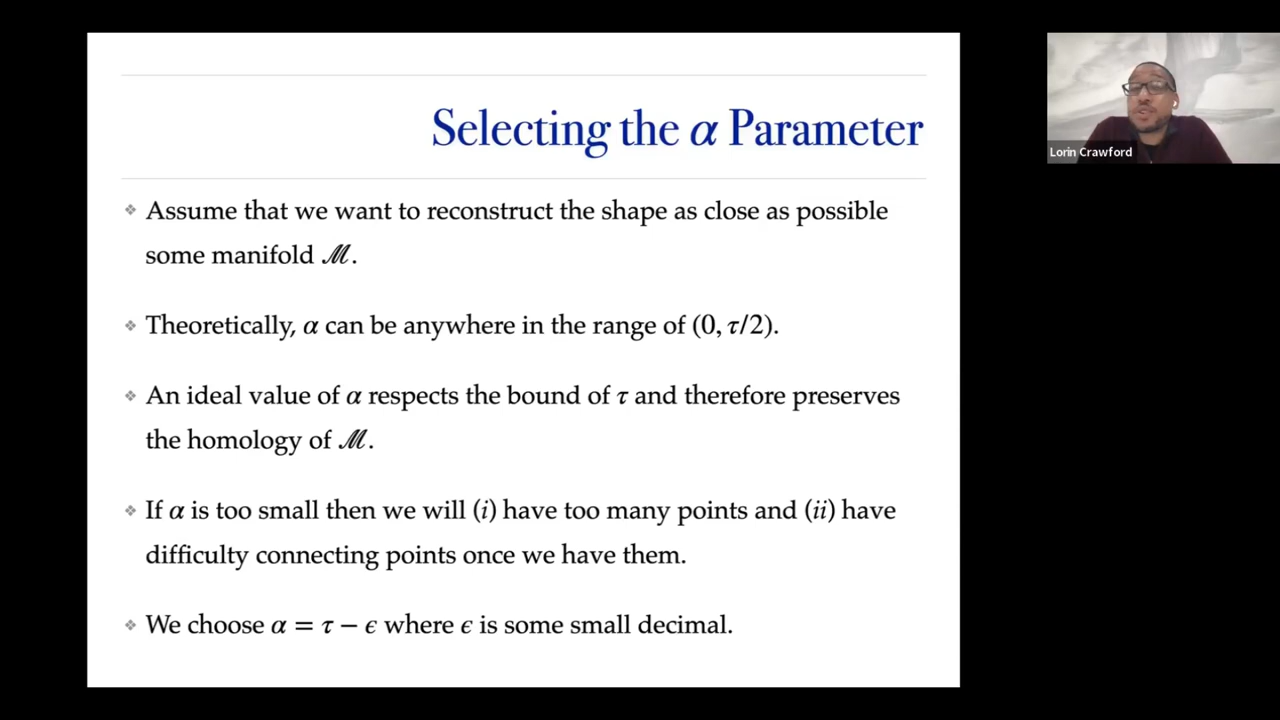 Selecting the α Parameter
Lorin Crawford
❖ Assume that we want to reconstruct the shape as close as possible
some manifold ℳ.
❖ Theoretically, α can be anywhere in the range of (0, τ/2).
❖ An ideal value of α respects the bound of τ and therefore preserves
the homology of ℳ.
❖ If α is too small then we will (i) have too many points and (ii) have
difficulty connecting points once we have them.
❖ We choose α = τ − ϵ where ϵ is some small decimal.